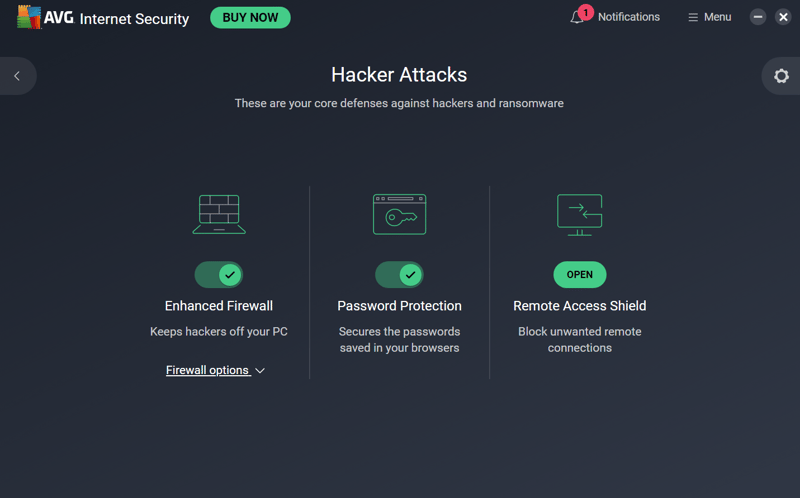 AVG Internet Security
BUY NOW
1
Notifications
Menu
Hacker Attacks
These are your core defenses against hackers and ransomware
Enhanced Firewall
Keeps hackers off your PC
Firewall options
Password Protection
Secures the passwords
saved in your browsers
OPEN
Remote Access Shield
Block unwanted remote
connections